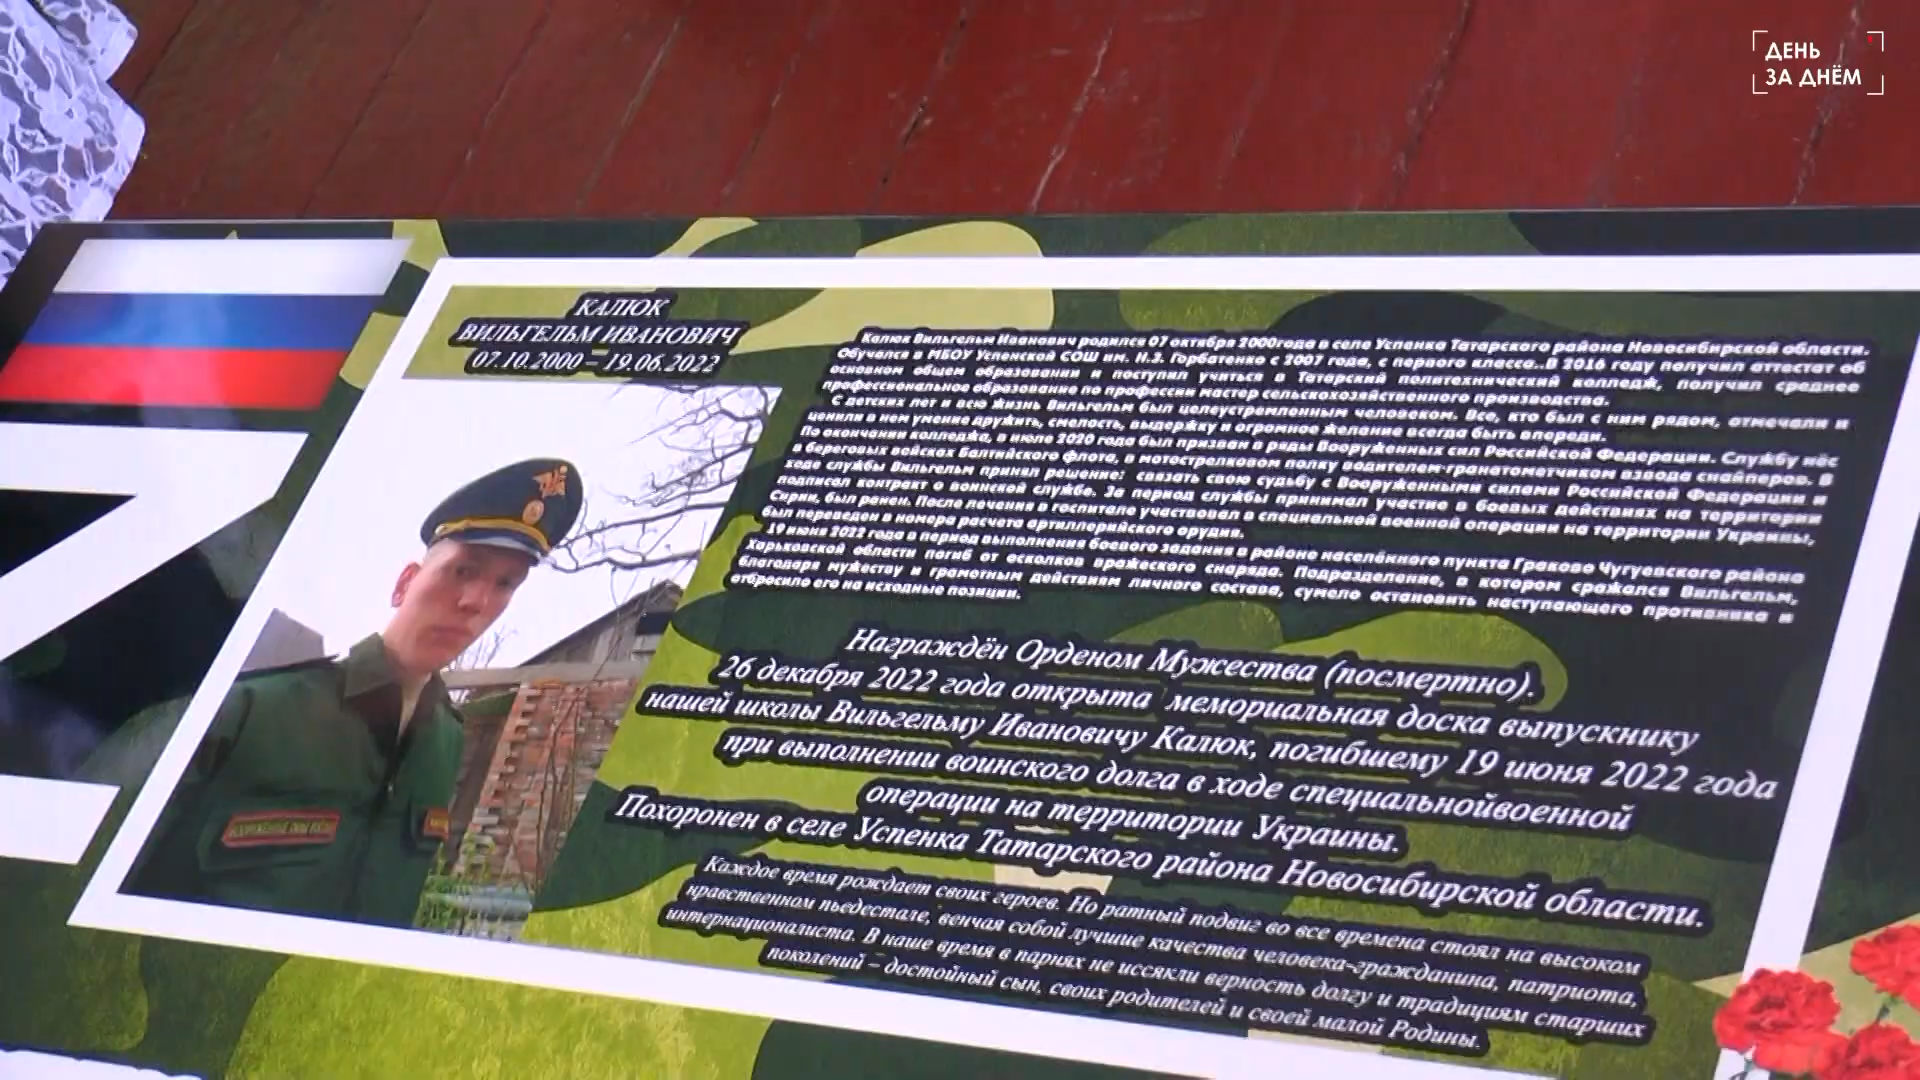 ДЕНЬ
ЗА ДНЁМ
КАЛЮК
ВИЛЬГЕЛЬМ ИВАНОВИЧ
07.10.2000 – 19.06.2022
Калюк Вильгельм Иванович родился 07 октября 2000года в селе Успенка Татарского района Новосибирской области.
Обучался в МБОУ Успенской СОШ им. Н.З. Горбатенко с 2007 года, с первого класса..В 2016 году получил аттестат об
основном общем образовании и поступил учиться в Татарский политехнический колледж, получил среднее
профессиональное образование по профессии мастер сельскохозяйственного производства.
С детских лет и всю жизнь Вильгельм был целеустремленным человеком. Все, кто был с ним рядом, отмечали и
ценили в нем умение дружить, смелость, выдержку и огромное желание всегда быть впереди.
По окончании колледжа, в июле 2020 года был призван в ряды Вооруженных сил Российской Федерации. Службу нёс
в береговых войсках Балтийского флота, в мотострелковом полку водителем-гранатометчиком взвода снайперов. В
ходе службы Вильгельм принял решение: связать свою судьбу с Вооруженными силами Российской Федерации и
подписал контракт о воинской службе. За период службы принимал участие в боевых действиях на территории
Сирии, был ранен. После лечения в госпитале участвовал в специальной военной операции на территории Украины,
был переведен в номера расчета артиллерийского орудия.
19 июня 2022 года в период выполнения боевого задания в районе населённого пункта Граково Чугуевского района
Харьковской области погиб от осколков вражеского снаряда. Подразделение, в котором сражался Вильгельм,
благодаря мужеству и грамотным действиям личного состава, сумело остановить наступающего противника и
отбросило его на исходные позиции.
Награждён Орденом Мужества (посмертно).
26 декабря 2022 года открыта мемориальная доска выпускнику
нашей школы Вильгельму Ивановичу Калюк, погибшему 19 июня 2022 года
при выполнении воинского долга в ходе специальнойвоенной
операции на территории Украины.
Похоронен в селе Успенка Татарского района Новосибирской области.
Каждое время рождает своих героев. Но ратный подвиг во все времена стоял на высоком
нравственном пьедестале, венчая собой лучшие качества человека-гражданина, патриота,
интернационалиста. В наше время в парнях не иссякли верность долгу и традициям старших
поколений – достойный сын, своих родителей и своей малой Родины.